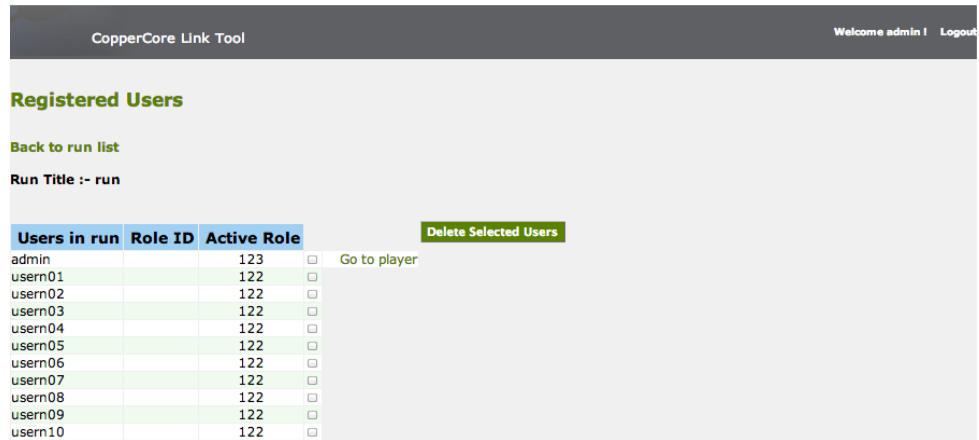 CopperCore Link Tool
Welcome admin ! Logout
Registered Users
Back to run list
Run Title :- run
Delete Selected Users
Users in run Role ID Active Role
admin 123 Go to player
usern01 122
usern02 122
usern03 122
usern04 122
usern05 122
usern06 122
usern07 122
usern08 122
usern09 122
usern10 122